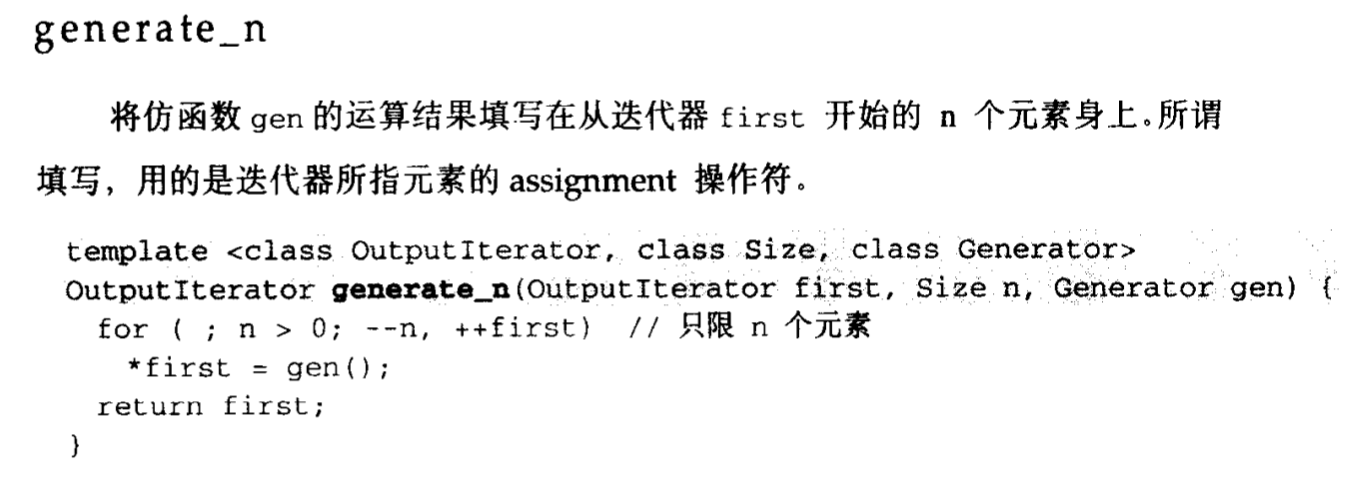 generate_n
将仿函数 gen 的运算结果填写在从迭代器 first 开始的 n 个元素身上。所谓
填写，用的是迭代器所指元素的 assignment 操作符。
template <class OutputIterator, class Size, class Generator>
OutputIterator generate_n(OutputIterator first, Size n, Generator gen) {
  for ( ; n > 0; --n, ++first)  // 只限 n 个元素
    *first = gen();
  return first;
}